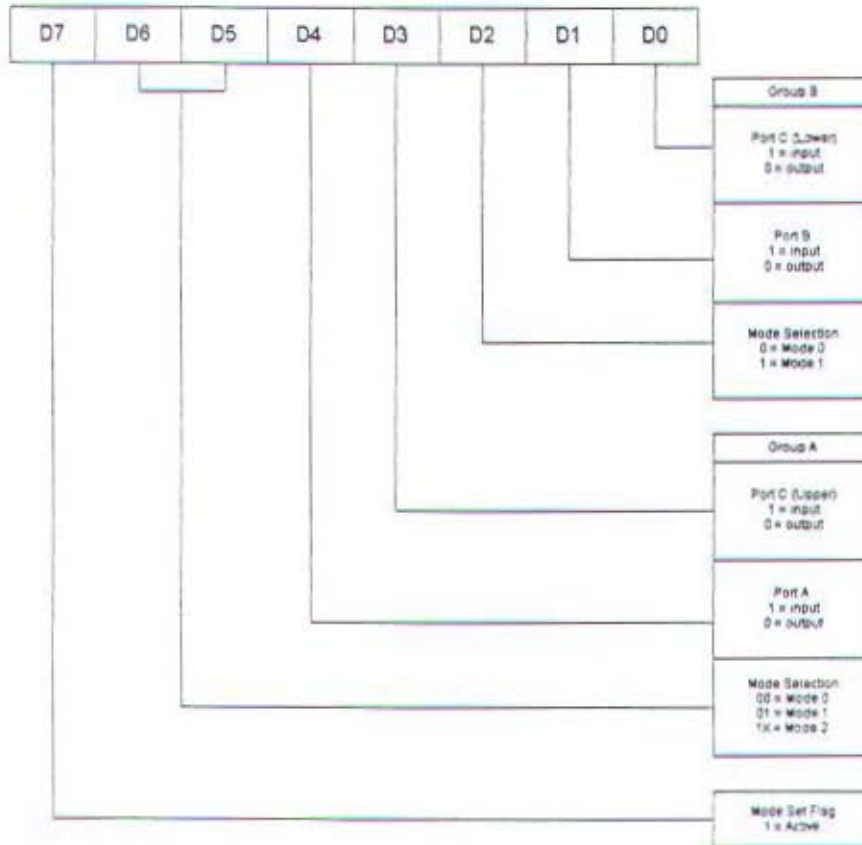 D7 D6 D5 D4 D3 D2 D1 D0
Group B
Port C (Lower)
1 = input
0 = output
Port B
1 = input
0 = output
Mode Selection
0 = Mode 0
1 = Mode 1
Group A
Port C (Upper)
1 = input
0 = output
Port A
1 = input
0 = output
Mode Selection
00 = Mode 0
01 = Mode 1
1X = Mode 2
Mode Set Flag
1 = Active